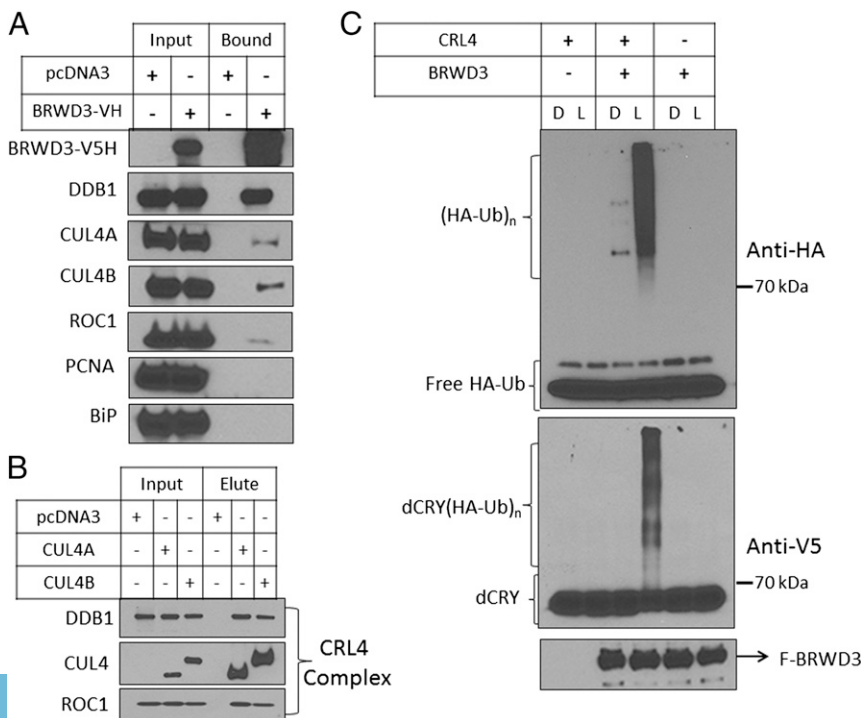 A
Input Bound
pcDNA3 + - + -
BRWD3-VH - + - +
BRWD3-V5H
DDB1
CUL4A
CUL4B
ROC1
PCNA
BiP
B
Input Elute
pcDNA3 + - - + - -
CUL4A - + - - + -
CUL4B - - + - - +
DDB1
CUL4
ROC1
CRL4
Complex
C
CRL4 + + -
BRWD3 - + +
D L D L D L
(HA-Ub)n
Anti-HA
70 kDa
Free HA-Ub
dCRY(HA-Ub)n
Anti-V5
70 kDa
dCRY
F-BRWD3